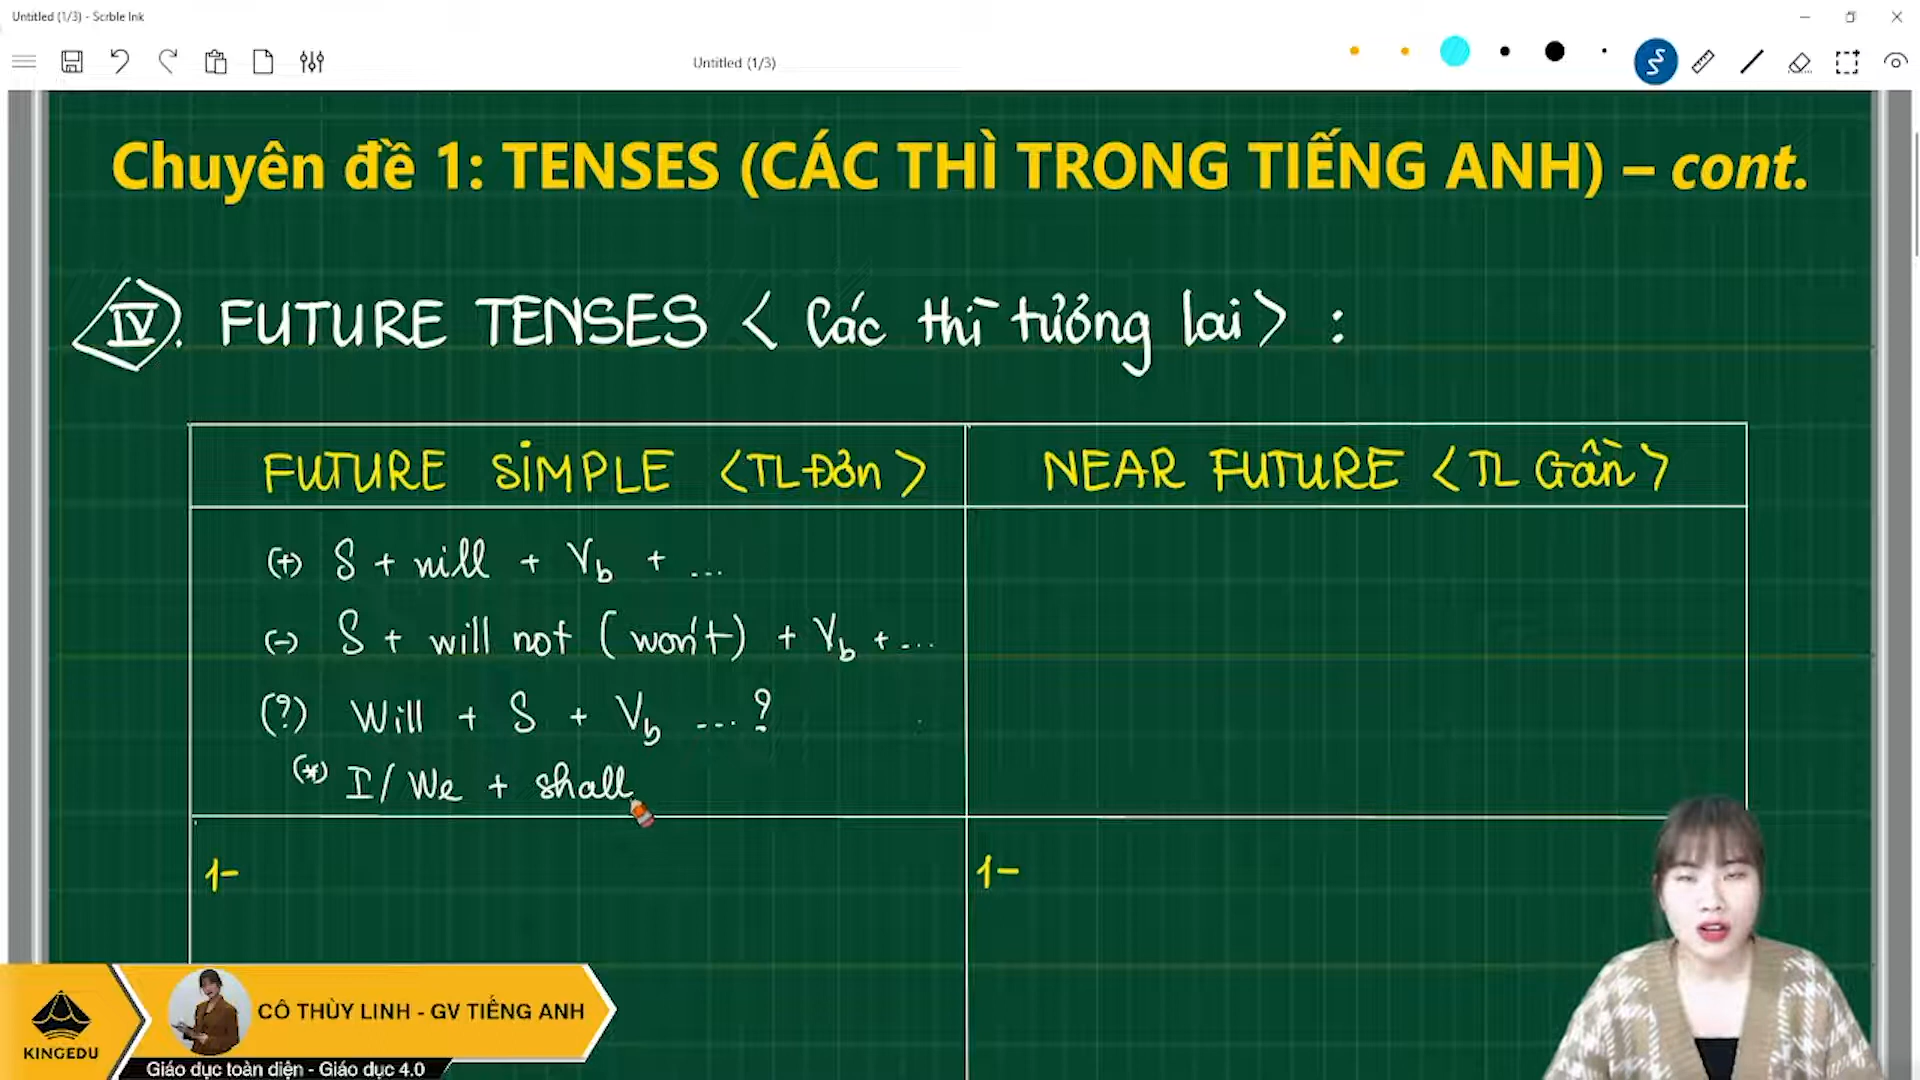 Untitled (1/3) - Scrble Ink
Untitled (1/3)
Chuyên đề 1: TENSES (CÁC THÌ TRONG TIẾNG ANH) – cont.
IV. FUTURE TENSES < Các thì tương lai > :
FUTURE SIMPLE <TL Đơn >
NEAR FUTURE < TL Gần >
(+) S + will + Vb + ...
(-) S + will not ( won't ) + Vb + ...
(?) Will + S + Vb ... ?
(*) I / We + shall
1-
1-
CÔ THÙY LINH - GV TIẾNG ANH
KINGEDU
Giáo dục toàn diện - Giáo dục 4.0